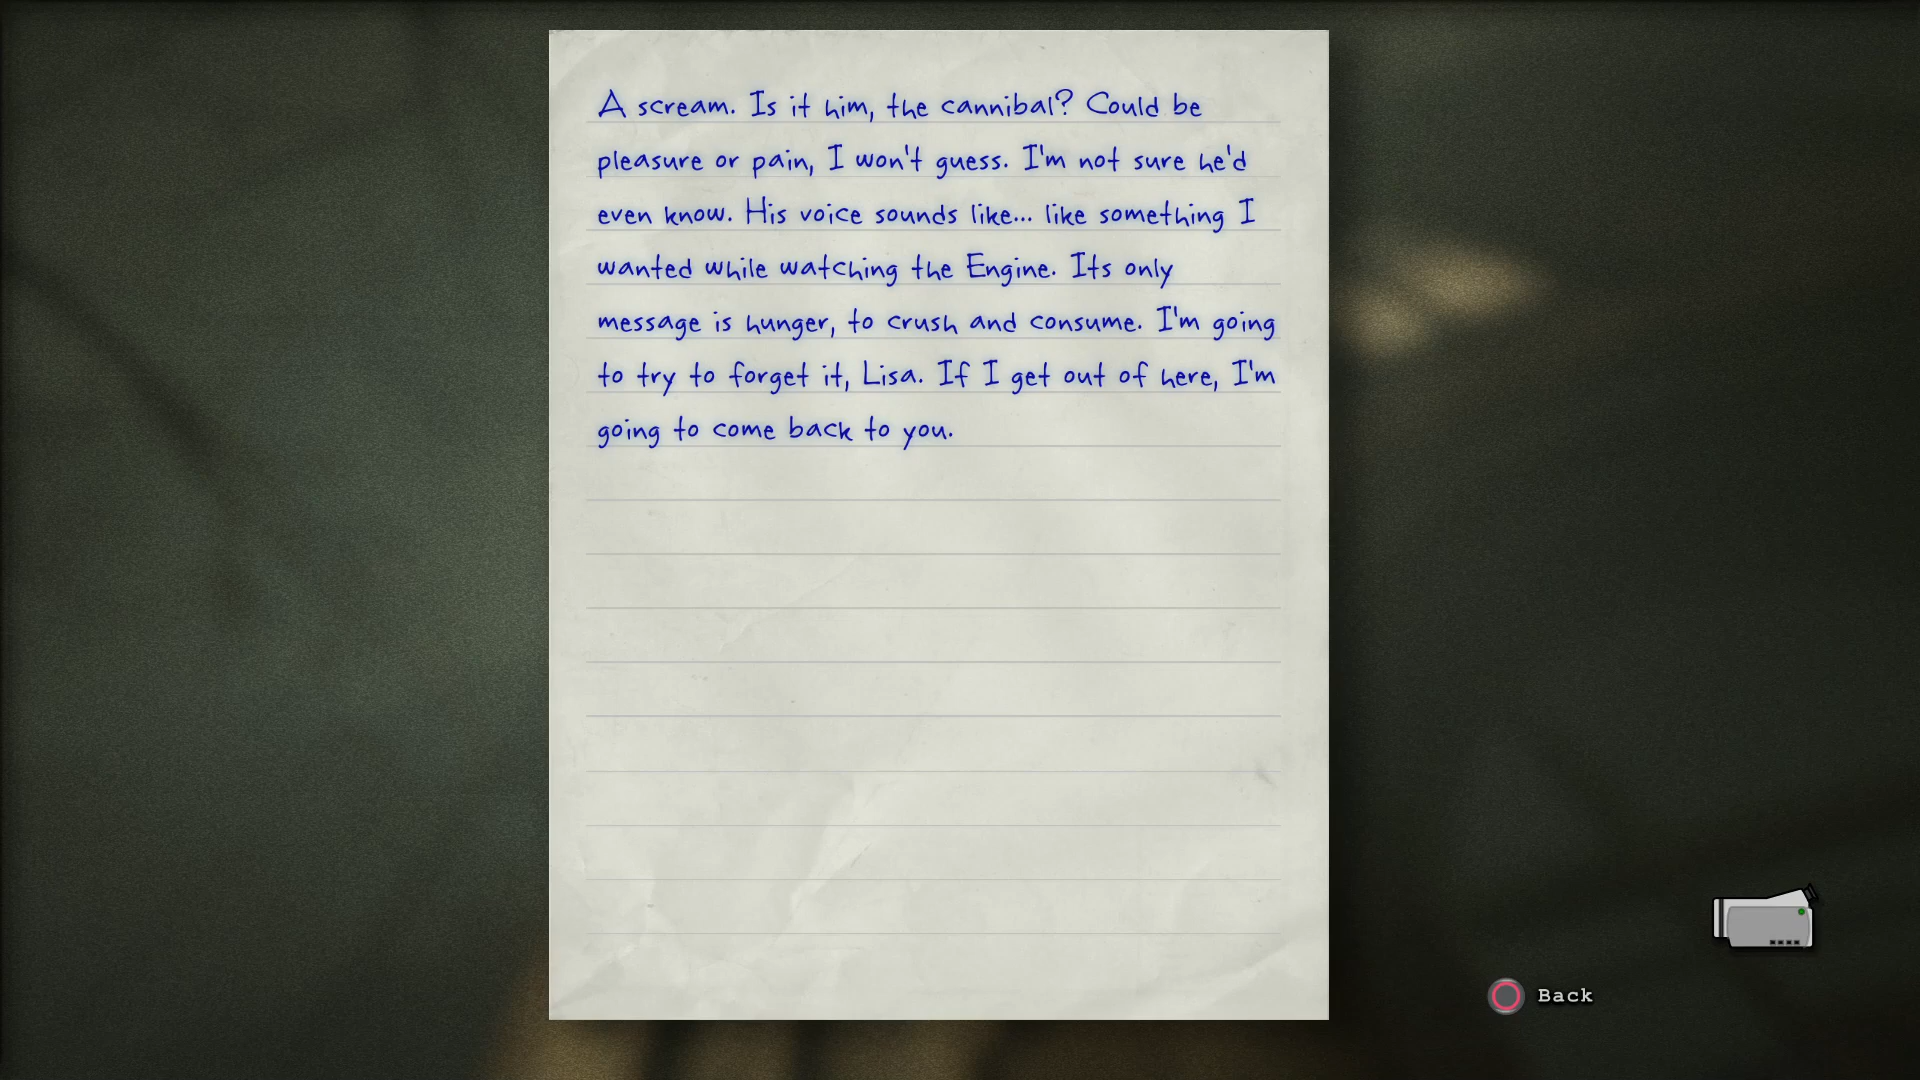 A scream. Is it him, the cannibal? Could be
pleasure or pain, I won't guess. I'm not sure he'd
even know. His voice sounds like... like something I
wanted while watching the Engine. Its only
message is hunger, to crush and consume. I'm going
to try to forget it, Lisa. If I get out of here, I'm
going to come back to you.
Back